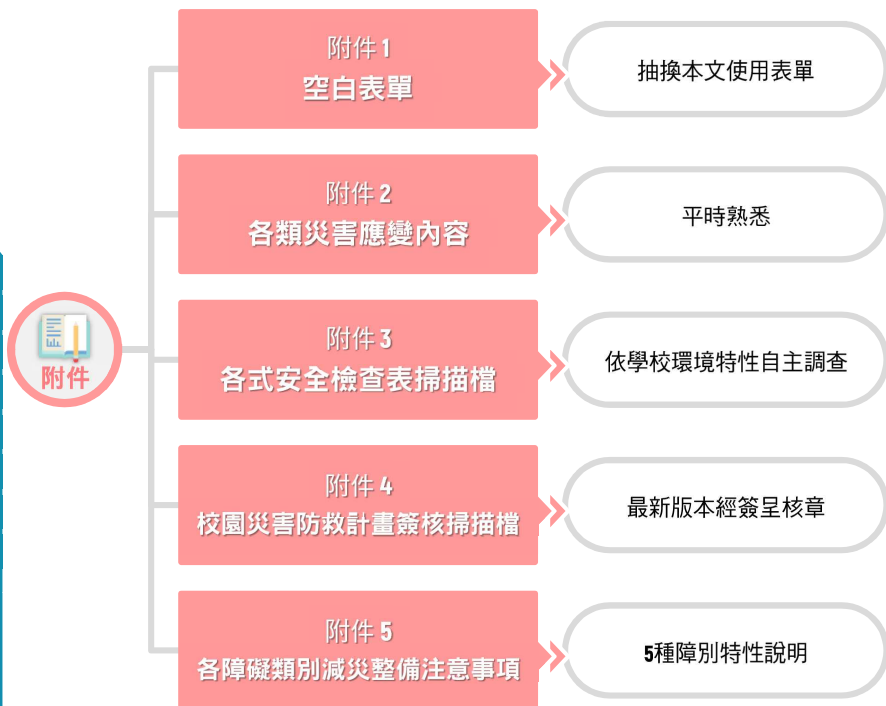 附件
附件 1
空白表單
抽換本文使用表單
附件 2
各類災害應變內容
平時熟悉
附件 3
各式安全檢查表掃描檔
依學校環境特性自主調查
附件 4
校園災害防救計畫簽核掃描檔
最新版本經簽呈核章
附件 5
各障礙類別減災整備注意事項
5種障別特性說明